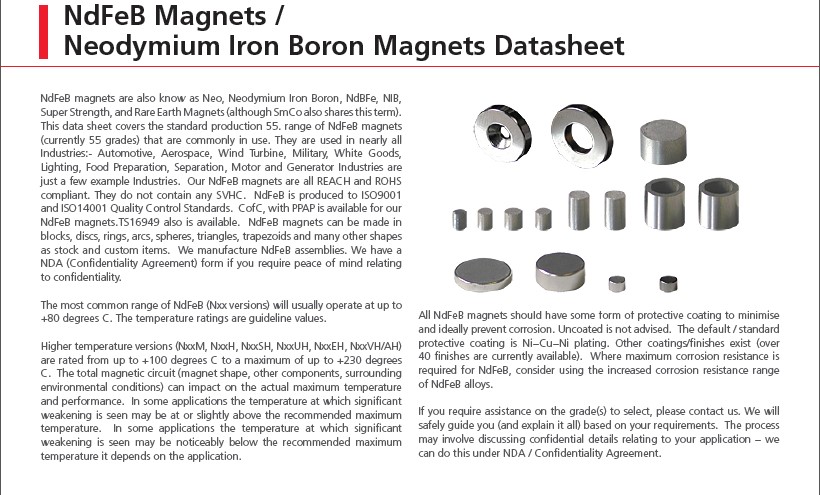 NdFeB Magnets /
Neodymium Iron Boron Magnets Datasheet
NdFeB magnets are also know as Neo, Neodymium Iron Boron, NdBFe, NIB,
Super Strength, and Rare Earth Magnets (although SmCo also shares this term).
This data sheet covers the standard production 55. range of NdFeB magnets
(currently 55 grades) that are commonly in use. They are used in nearly all
Industries:- Automotive, Aerospace, Wind Turbine, Military, White Goods,
Lighting, Food Preparation, Separation, Motor and Generator Industries are
just a few example Industries. Our NdFeB magnets are all REACH and ROHS
compliant. They do not contain any SVHC. NdFeB is produced to ISO9001
and ISO14001 Quality Control Standards. CofC, with PPAP is available for our
NdFeB magnets.TS16949 also is available. NdFeB magnets can be made in
blocks, discs, rings, arcs, spheres, triangles, trapezoids and many other shapes
as stock and custom items. We manufacture NdFeB assemblies. We have a
NDA (Confidentiality Agreement) form if you require peace of mind relating
to confidentiality.
The most common range of NdFeB (Nxx versions) will usually operate at up to
+80 degrees C. The temperature ratings are guideline values.
Higher temperature versions (NxxM, NxxH, NxxSH, NxxUH, NxxEH, NxxVH/AH)
are rated from up to +100 degrees C to a maximum of up to +230 degrees
C. The total magnetic circuit (magnet shape, other components, surrounding
environmental conditions) can impact on the actual maximum temperature
and performance. In some applications the temperature at which significant
weakening is seen may be at or slightly above the recommended maximum
temperature. In some applications the temperature at which significant
weakening is seen may be noticeably below the recommended maximum
temperature it depends on the application.
All NdFeB magnets should have some form of protective coating to minimise
and ideally prevent corrosion. Uncoated is not advised. The default / standard
protective coating is Ni–Cu–Ni plating. Other coatings/finishes exist (over
40 finishes are currently available). Where maximum corrosion resistance is
required for NdFeB, consider using the increased corrosion resistance range
of NdFeB alloys.
If you require assistance on the grade(s) to select, please contact us. We will
safely guide you (and explain it all) based on your requirements. The process
may involve discussing confidential details relating to your application – we
can do this under NDA / Confidentiality Agreement.